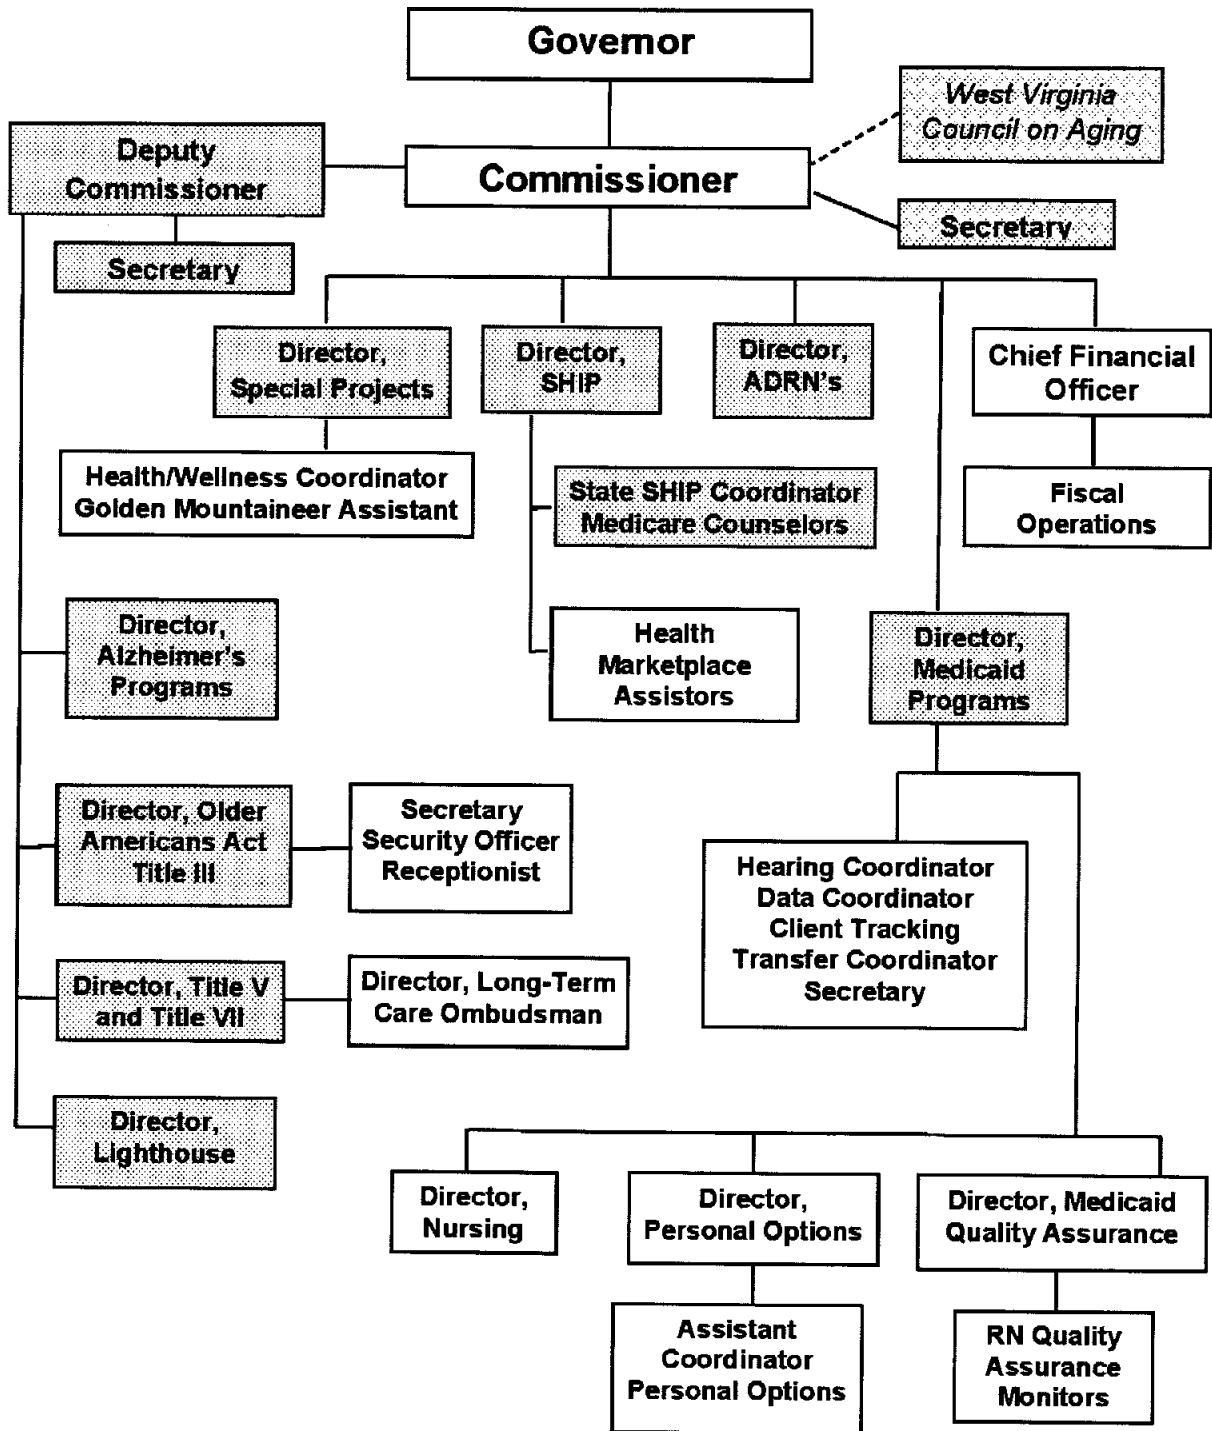 Governor
West Virginia
Council on Aging
Deputy
Commissioner
Commissioner
Secretary
Secretary
Director,
Special Projects
Director,
SHIP
Director,
ADRN's
Chief Financial
Officer
Health/Wellness Coordinator
Golden Mountaineer Assistant
State SHIP Coordinator
Medicare Counselors
Fiscal
Operations
Director,
Alzheimer's
Programs
Health
Marketplace
Assistors
Director,
Medicaid
Programs
Director, Older
Americans Act
Title III
Secretary
Security Officer
Receptionist
Hearing Coordinator
Data Coordinator
Client Tracking
Transfer Coordinator
Secretary
Director, Title V
and Title VII
Director, Long-Term
Care Ombudsman
Director,
Lighthouse
Director,
Nursing
Director,
Personal Options
Director, Medicaid
Quality Assurance
Assistant
Coordinator
Personal Options
RN Quality
Assurance
Monitors